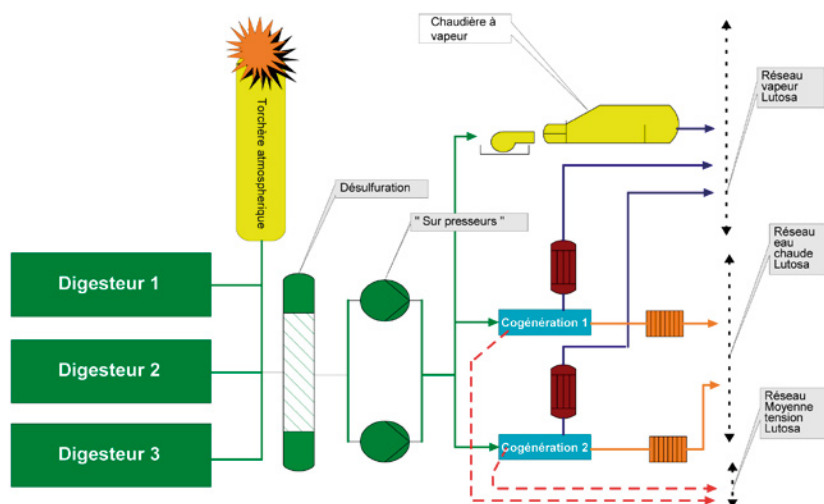 Chaudière à
vapeur
Torchère atmospherique
Réseau
vapeur
Lutosa
Désulfuration
" Sur presseurs "
Réseau
eau
chaude
Lutosa
Digesteur 1
Cogénération 1
Digesteur 2
Réseau
Moyenne
tension
Lutosa
Digesteur 3
Cogénération 2